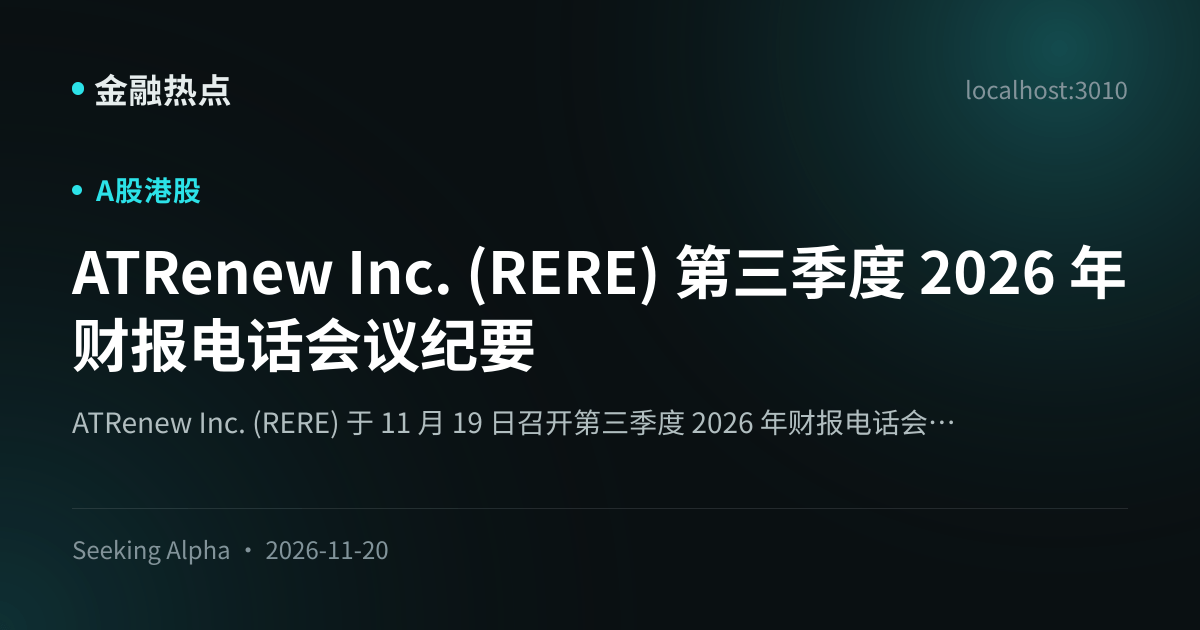 金融热点
localhost:3010
A股港股
ATRenew Inc. (RERE) 第三季度 2026 年
财报电话会议纪要
ATRenew Inc. (RERE) 于 11 月 19 日召开第三季度 2026 年财报电话会…
Seeking Alpha · 2026-11-20